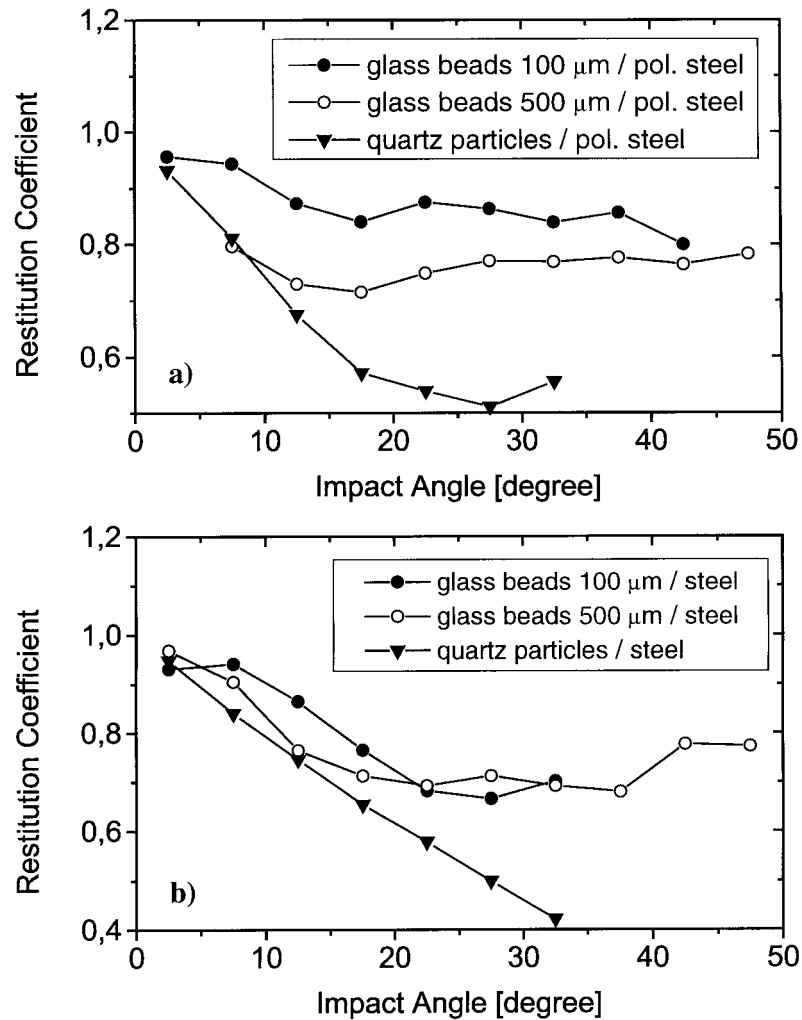 1,2
glass beads 100 μm / pol. steel
glass beads 500 μm / pol. steel
quartz particles / pol. steel
1,0
0,8
0,6
Restitution Coefficient
a)
0 10 20 30 40 50
Impact Angle [degree]
1,2
glass beads 100 μm / steel
glass beads 500 μm / steel
quartz particles / steel
1,0
0,8
0,6
0,4
Restitution Coefficient
b)
0 10 20 30 40 50
Impact Angle [degree]